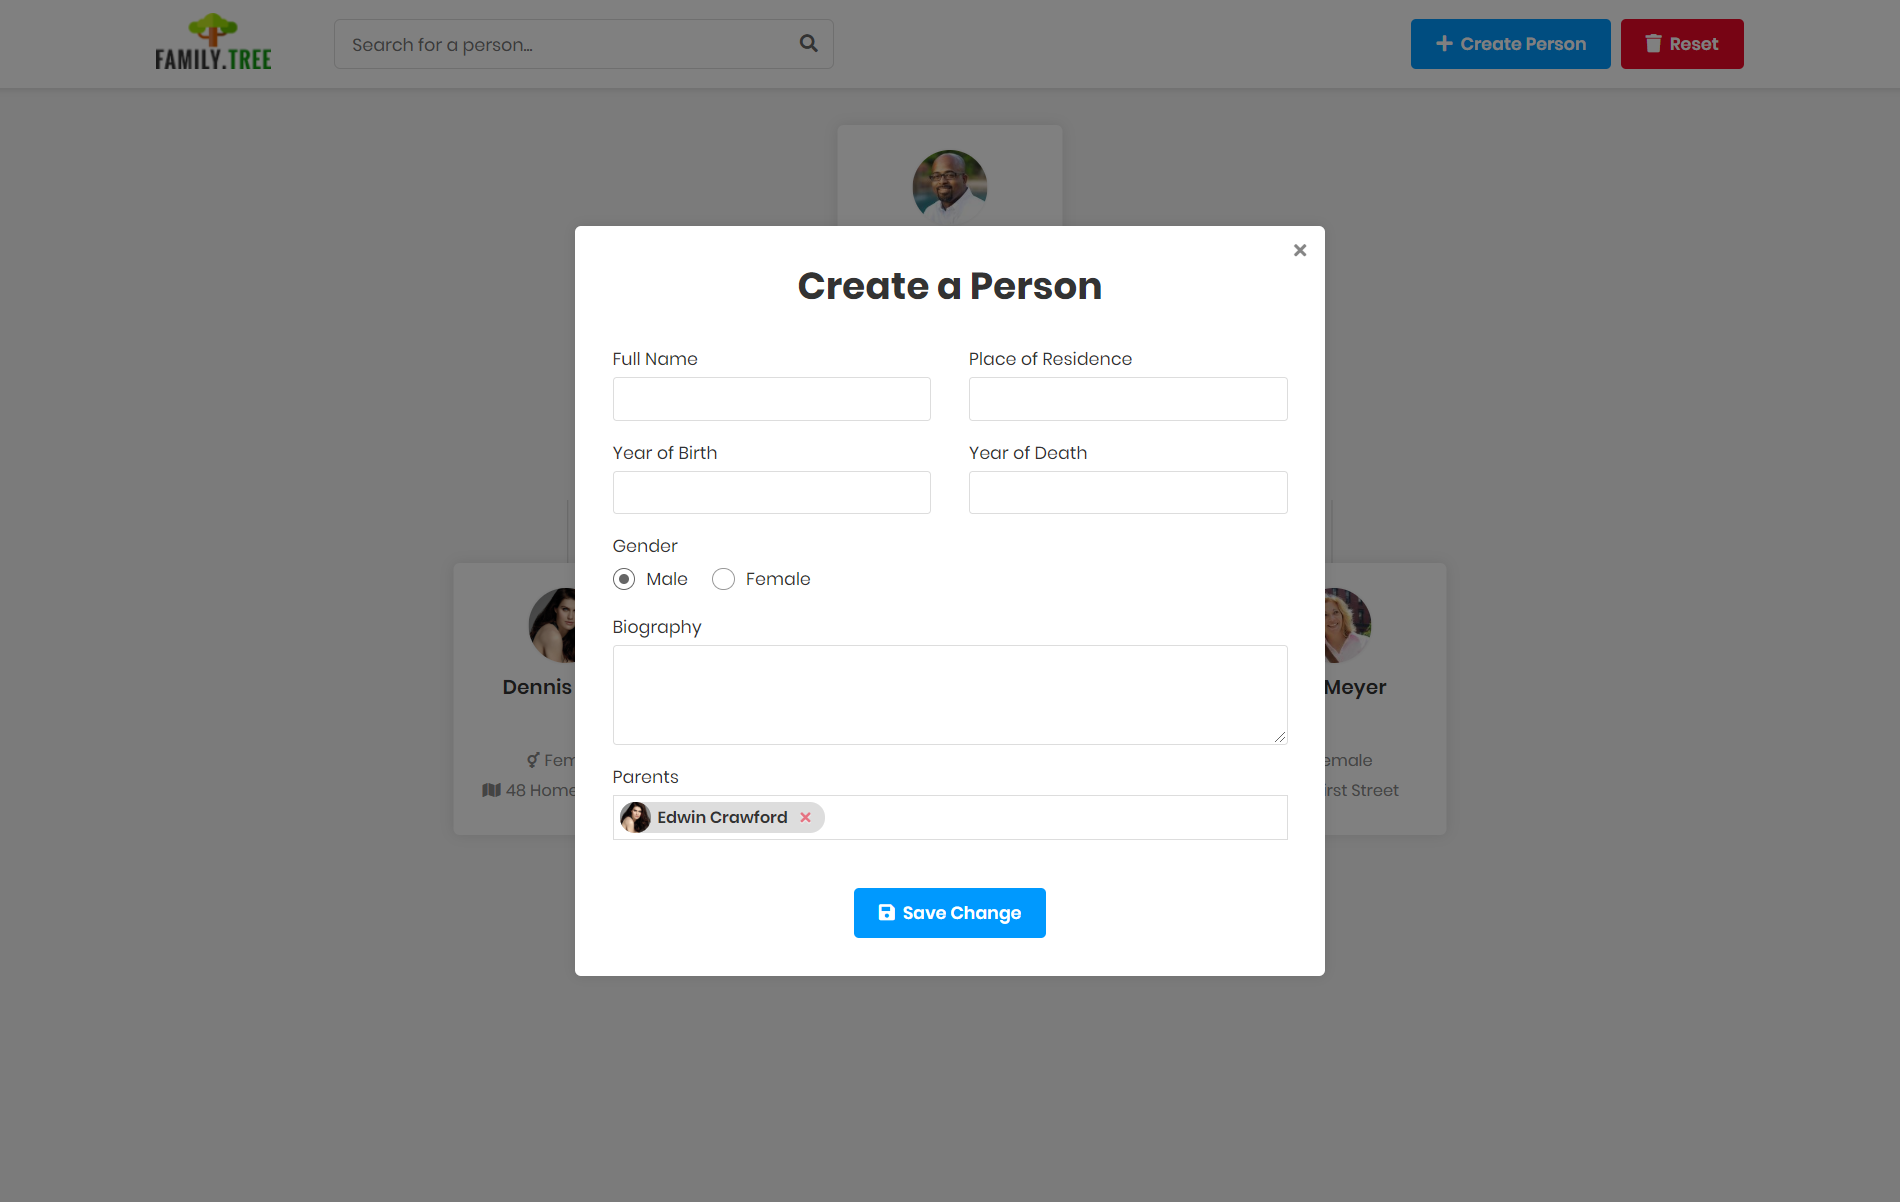 FAMILY.TREE
Search for a person...
Create Person
Reset
Create a Person
Full Name
Place of Residence
Year of Birth
Year of Death
Gender
Male
Female
Biography
Dennis
Meyer
Fem
emale
48 Home
irst Street
Parents
Edwin Crawford
Save Change